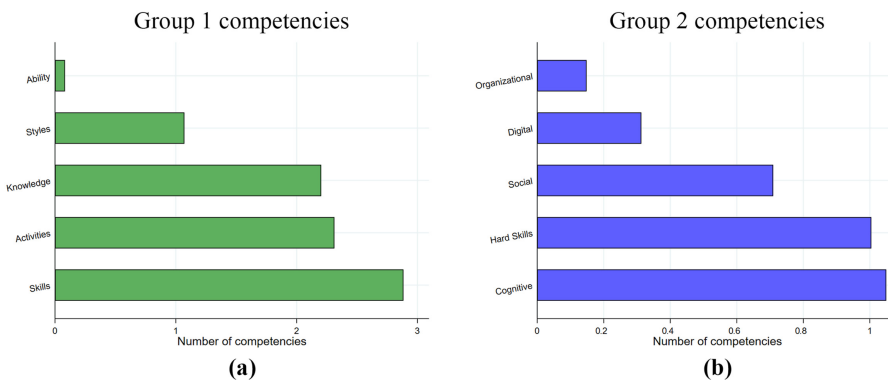 Group 1 competencies
Ability
Styles
Knowledge
Activities
Skills
0 1 2 3
Number of competencies
(a)
Group 2 competencies
Organizational
Digital
Social
Hard Skills
Cognitive
0 0.2 0.4 0.6 0.8 1
Number of competencies
(b)